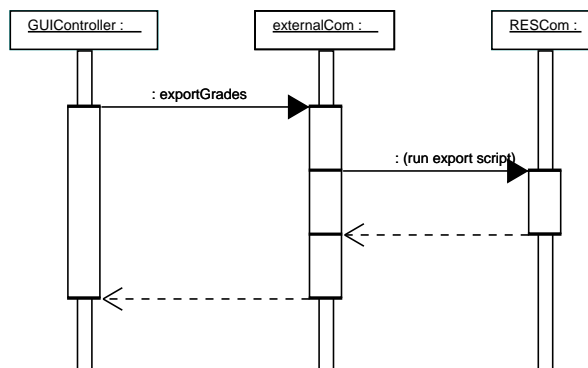 GUIController :
externalCom :
RESCom :
: exportGrades
: (run export script)